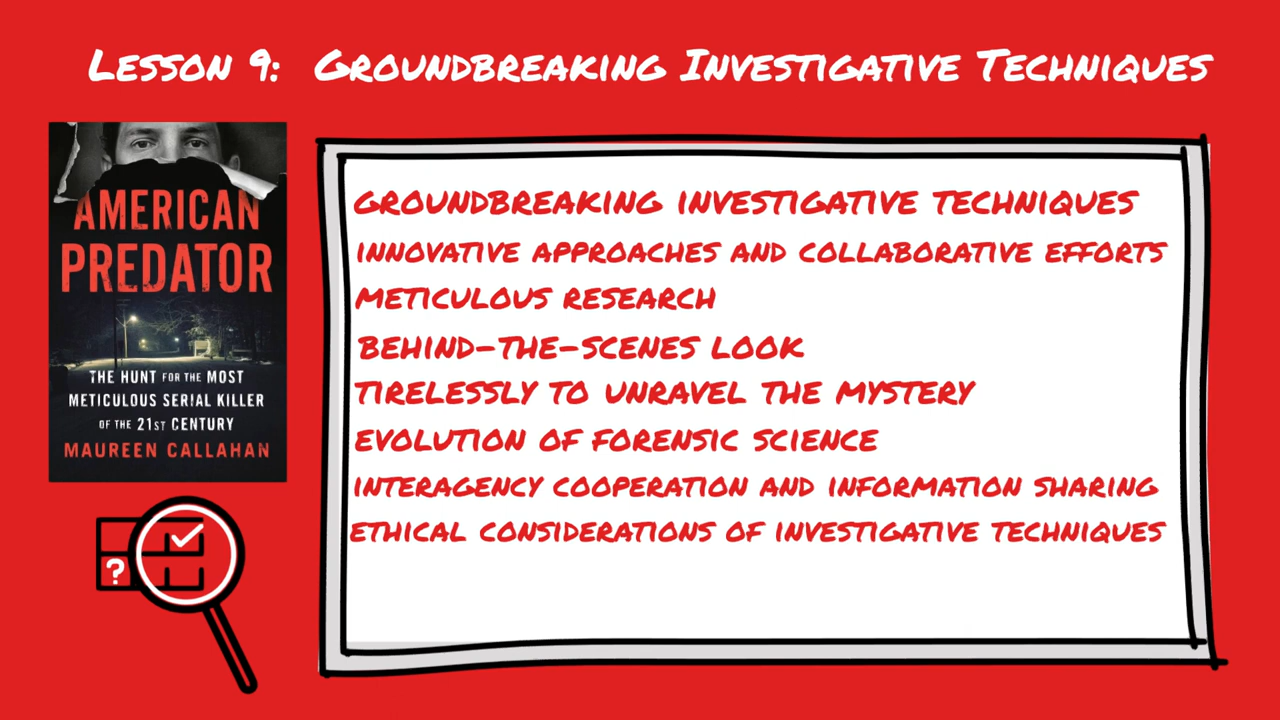 Lesson 9: Groundbreaking Investigative Techniques
AMERICAN
PREDATOR
THE HUNT FOR THE MOST
METICULOUS SERIAL KILLER
OF THE 21ST CENTURY
MAUREEN CALLAHAN
?
GROUNDBREAKING INVESTIGATIVE TECHNIQUES
INNOVATIVE APPROACHES AND COLLABORATIVE EFFORTS
METICULOUS RESEARCH
BEHIND-THE-SCENES LOOK
TIRELESSLY TO UNRAVEL THE MYSTERY
EVOLUTION OF FORENSIC SCIENCE
INTERAGENCY COOPERATION AND INFORMATION SHARING
ETHICAL CONSIDERATIONS OF INVESTIGATIVE TECHNIQUES